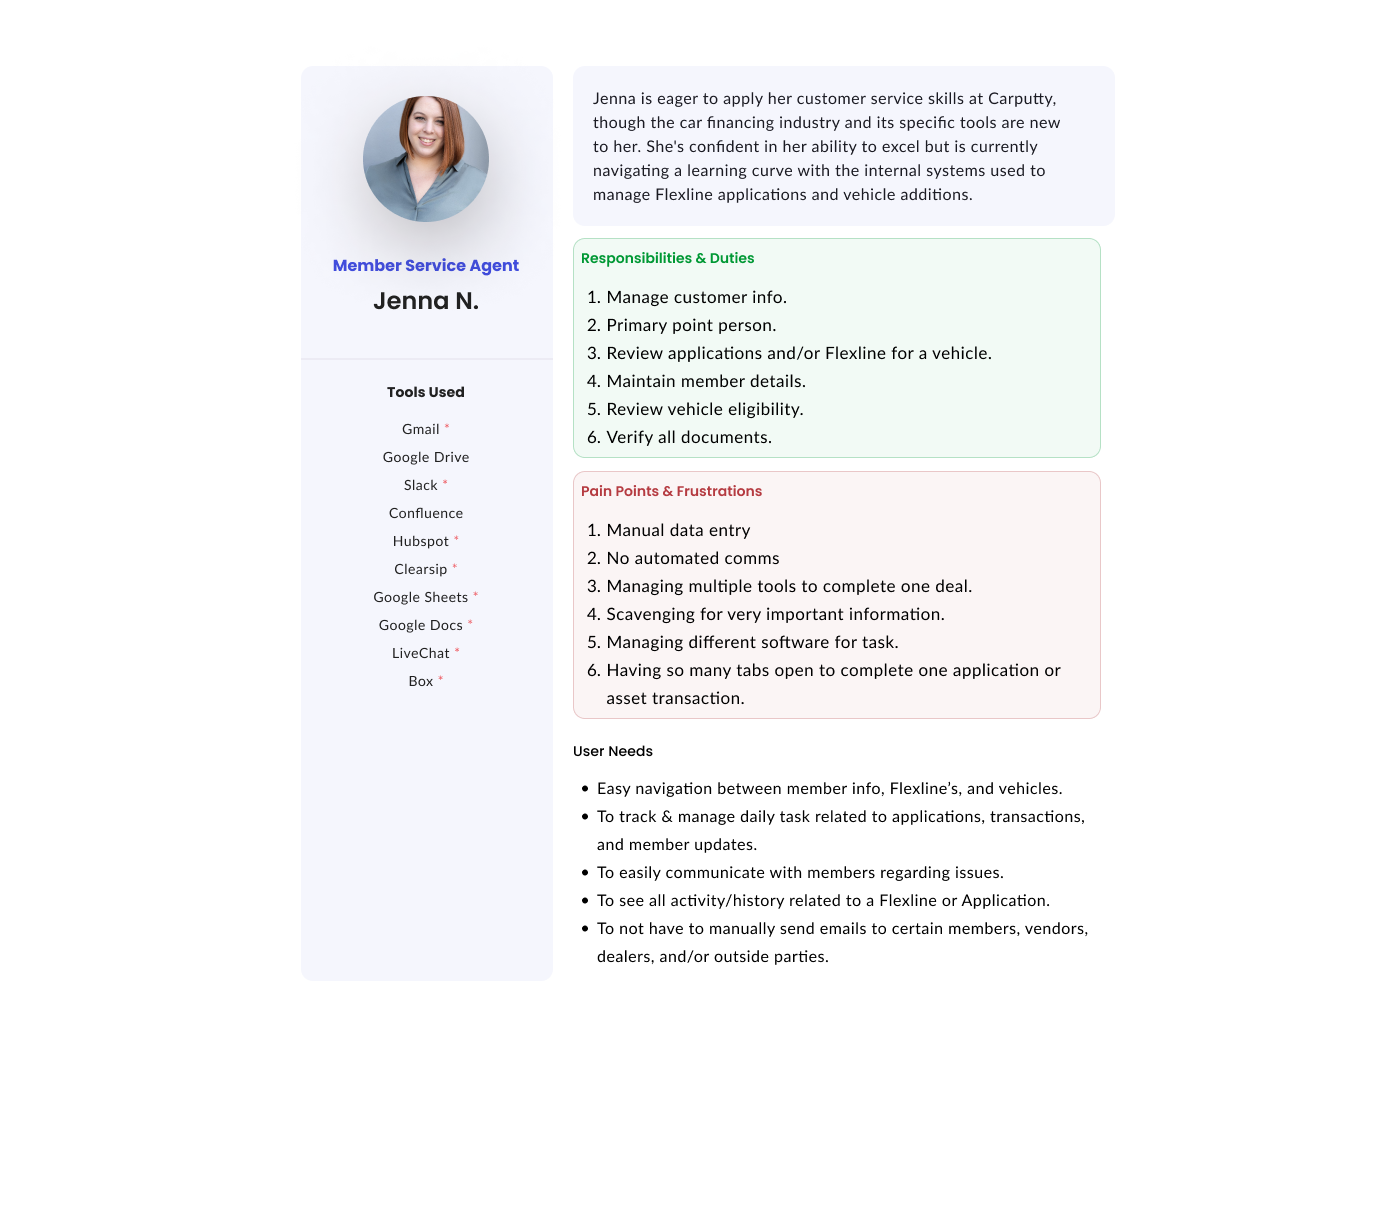 Member Service Agent
Jenna N.
Tools Used
Gmail *
Google Drive
Slack *
Confluence
Hubspot *
Clearsip *
Google Sheets *
Google Docs *
LiveChat *
Box *
Jenna is eager to apply her customer service skills at Carputty,
though the car financing industry and its specific tools are new
to her. She's confident in her ability to excel but is currently
navigating a learning curve with the internal systems used to
manage Flexline applications and vehicle additions.
Responsibilities & Duties
1. Manage customer info.
2. Primary point person.
3. Review applications and/or Flexline for a vehicle.
4. Maintain member details.
5. Review vehicle eligibility.
6. Verify all documents.
Pain Points & Frustrations
1. Manual data entry
2. No automated comms
3. Managing multiple tools to complete one deal.
4. Scavenging for very important information.
5. Managing different software for task.
6. Having so many tabs open to complete one application or
asset transaction.
User Needs
• Easy navigation between member info, Flexline’s, and vehicles.
• To track & manage daily task related to applications, transactions,
and member updates.
• To easily communicate with members regarding issues.
• To see all activity/history related to a Flexline or Application.
• To not have to manually send emails to certain members, vendors,
dealers, and/or outside parties.